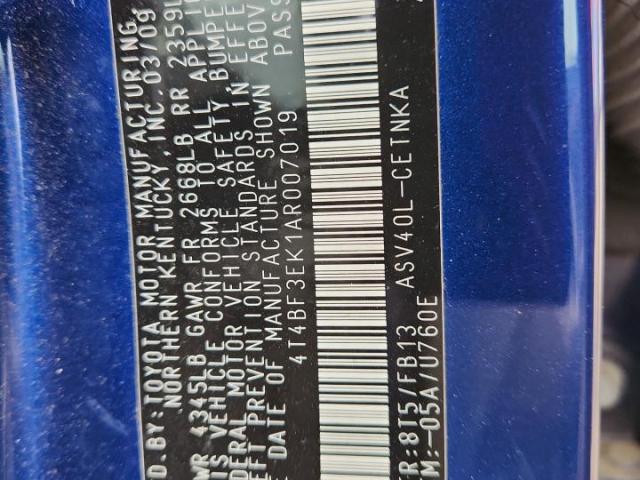 D.BY:TOYOTA MOTOR MANUFACTURING
NORTHERN KENTUCKY,INC.03/09
WR 4345LB GAWR FR 2668LB RR 2359L
IS VEHICLE CONFORMS TO ALL APPL
DERAL MOTOR VEHICLE SAFETY,BUMPE
EFT PREVENTION STANDARDS IN EFFE
E DATE OF MANUFACTURE SHOWN ABOV
4T4BF3EK1AR007019 PASS
R:8T5/FB13 ASV40L-CETNKA
M:-05A/U760E